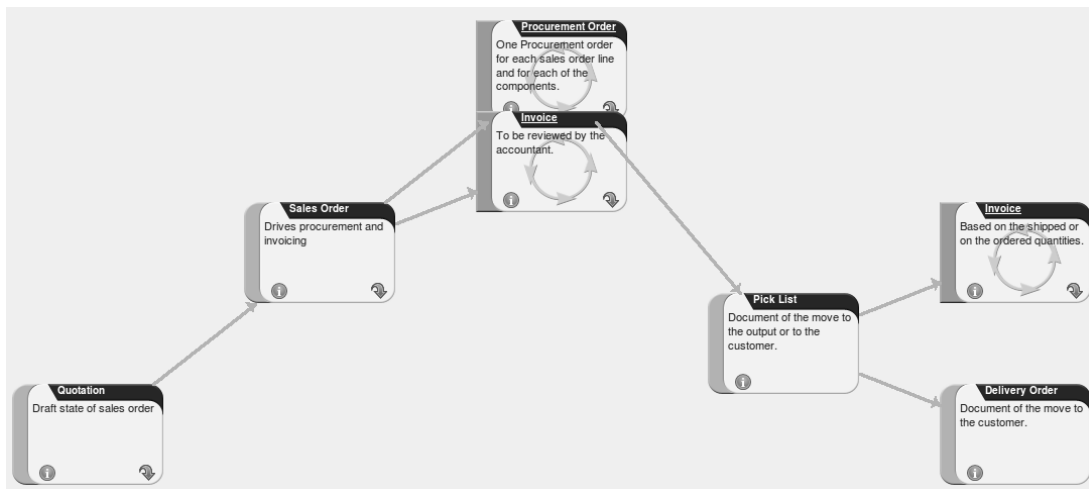 Procurement Order
One Procurement order
for each sales order line
and for each of the
components.
Invoice
To be reviewed by the
accountant.
Sales Order
Drives procurement and
invoicing
Invoice
Based on the shipped or
on the ordered quantities.
Pick List
Document of the move to
the output or to the
customer.
Quotation
Draft state of sales order
Delivery Order
Document of the move to
the customer.